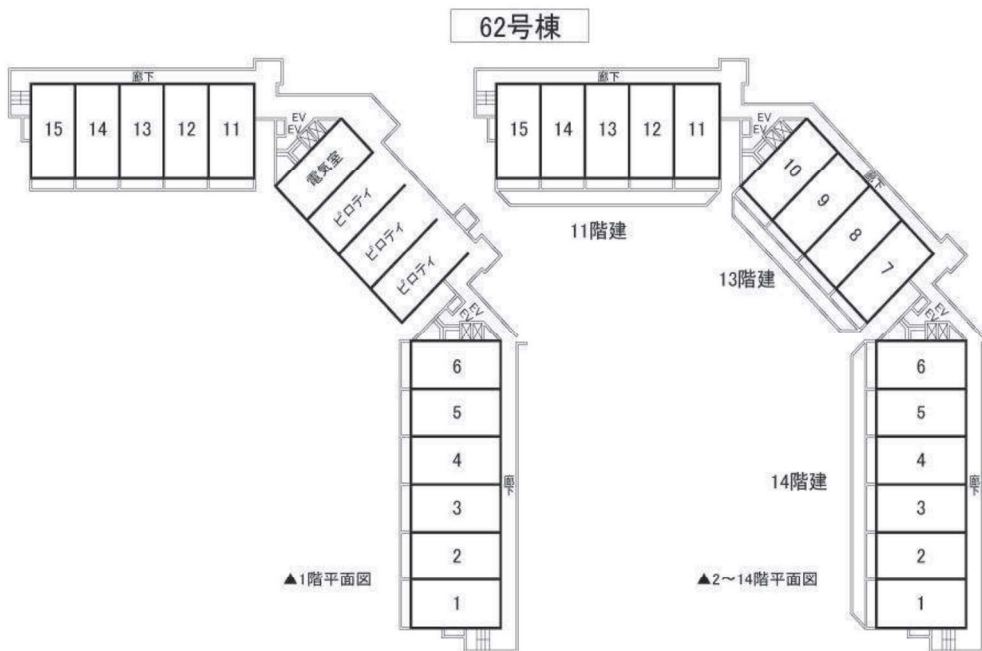 62号棟
廊下
15 14 13 12 11
EV
EV
電気室
ピロティ
ピロティ
ピロティ
EV
EV
6
5
4
3
2
1
廊下
▲1階平面図
廊下
15 14 13 12 11
11階建
EV
EV
10
9
8
7
廊下
13階建
EV
EV
6
5
4
3
2
1
廊下
14階建
▲2～14階平面図